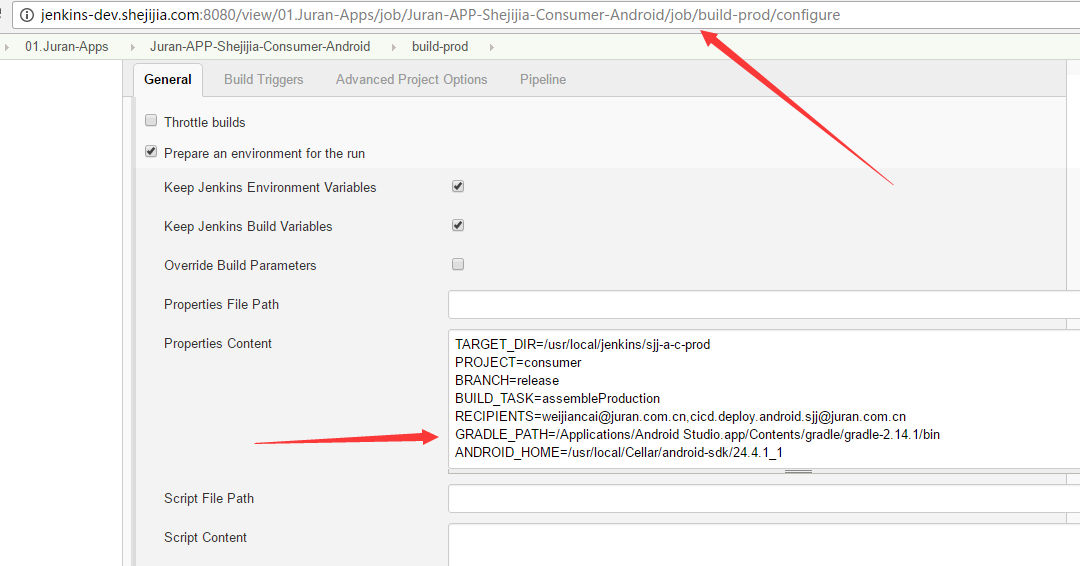 jenkins-dev.shejijia.com:8080/view/01.Juran-Apps/job/Juran-APP-Shejijia-Consumer-Android/job/build-prod/configure
01.Juran-Apps Juran-APP-Shejijia-Consumer-Android build-prod
General Build Triggers Advanced Project Options Pipeline
Throttle builds
Prepare an environment for the run
Keep Jenkins Environment Variables
Keep Jenkins Build Variables
Override Build Parameters
Properties File Path
Properties Content
TARGET_DIR=/usr/local/jenkins/sjj-a-c-prod
PROJECT=consumer
BRANCH=release
BUILD_TASK=assembleProduction
RECIPIENTS=weijiancai@juran.com.cn,cicd.deploy.android.sjj@juran.com.cn
GRADLE_PATH=/Applications/Android Studio.app/Contents/gradle/gradle-2.14.1/bin
ANDROID_HOME=/usr/local/Cellar/android-sdk/24.4.1_1
Script File Path
Script Content